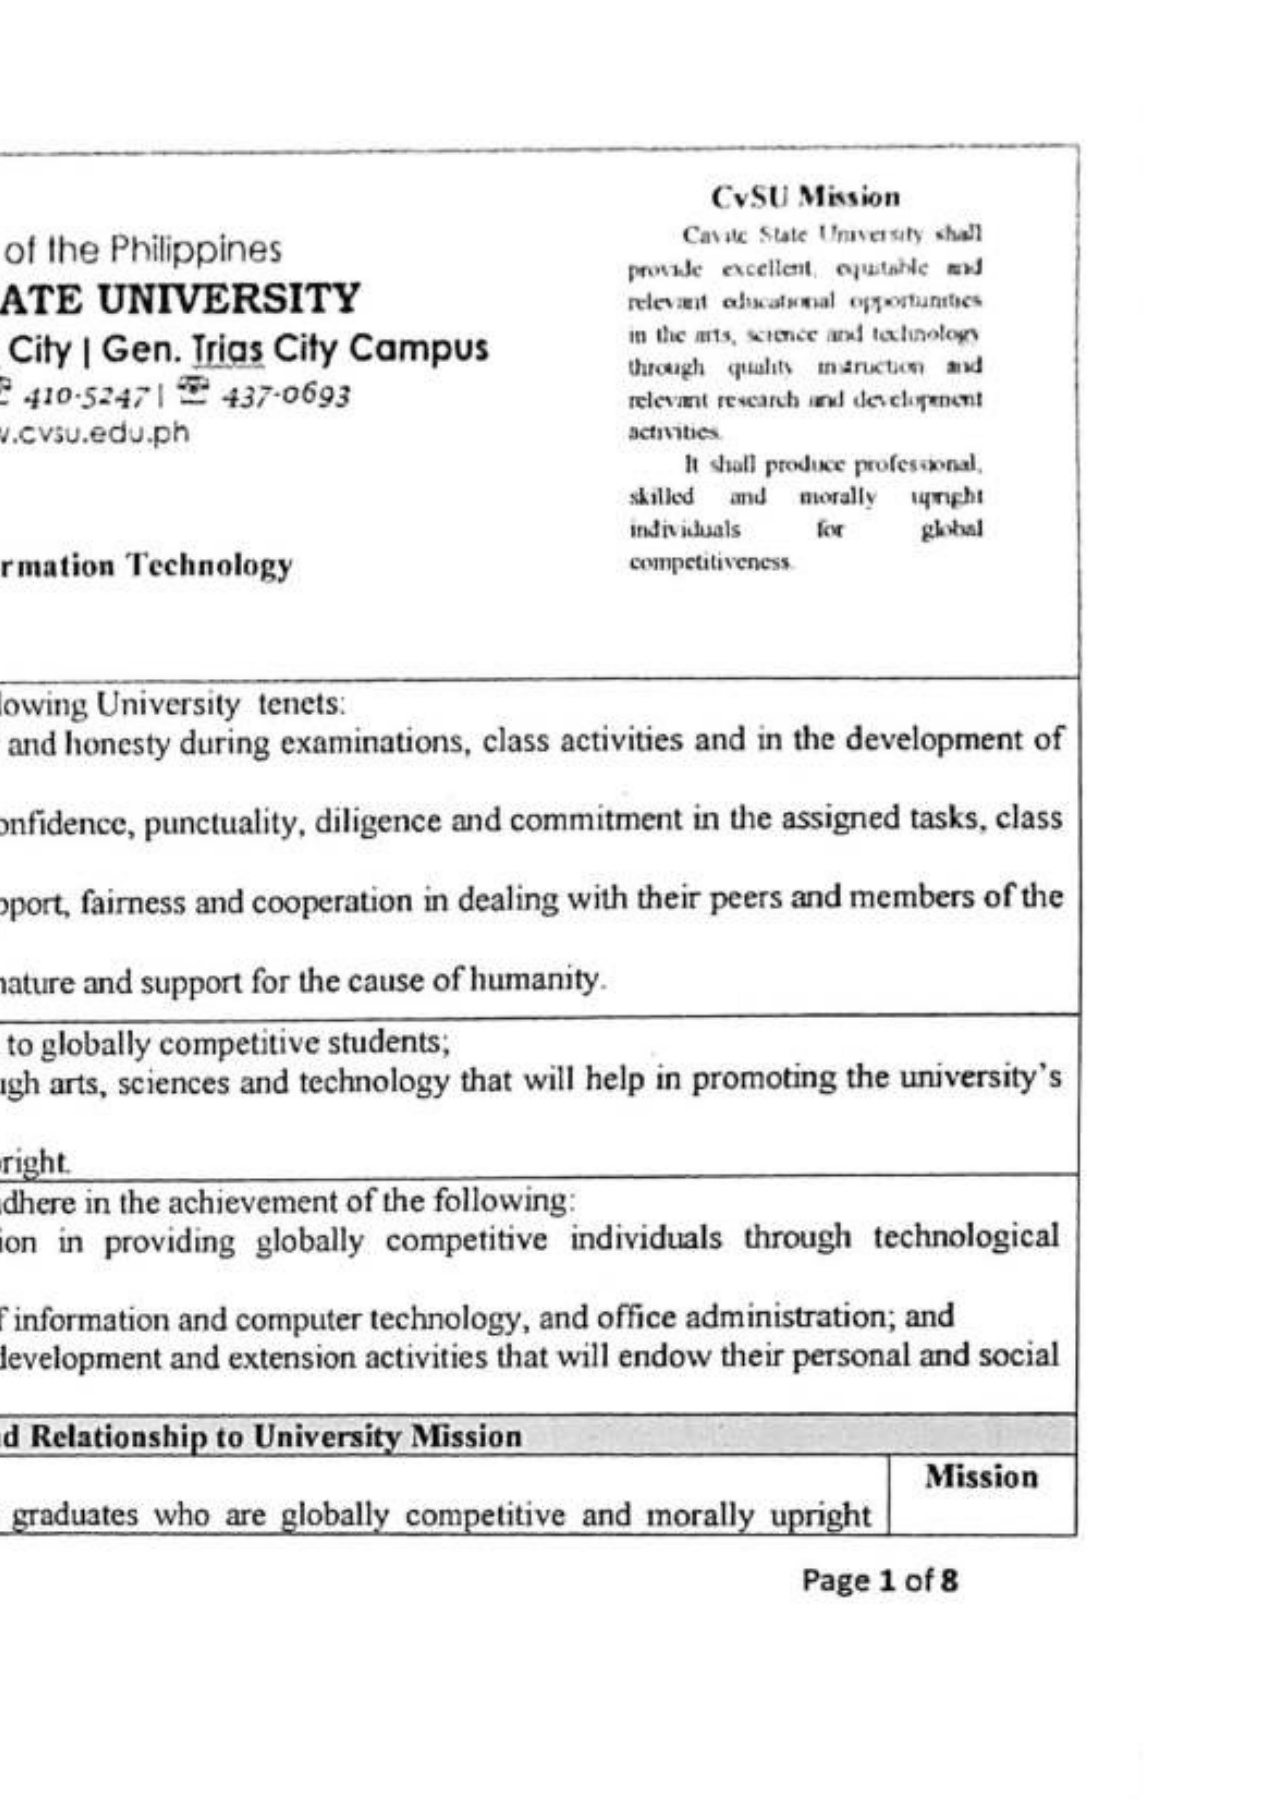 of the Philippines
ATE UNIVERSITY
City | Gen. Trias City Campus
410-5247 | ☎ 437-0693
.cvsu.edu.ph
rmation Technology
CvSU Mission
Cavite State University shall
provide excellent, equitable and
relevant educational opportunities
in the arts, science and technology
through quality instruction and
relevant research and development
activities.
It shall produce professional,
skilled and morally upright
individuals for global
competitiveness.
lowing University tenets:
and honesty during examinations, class activities and in the development of
onfidence, punctuality, diligence and commitment in the assigned tasks, class
pport, fairness and cooperation in dealing with their peers and members of the
nature and support for the cause of humanity.
to globally competitive students;
ugh arts, sciences and technology that will help in promoting the university's
right.
dhere in the achievement of the following:
ion in providing globally competitive individuals through technological
f information and computer technology, and office administration; and
development and extension activities that will endow their personal and social
d Relationship to University Mission
Mission
graduates who are globally competitive and morally upright
Page 1 of 8